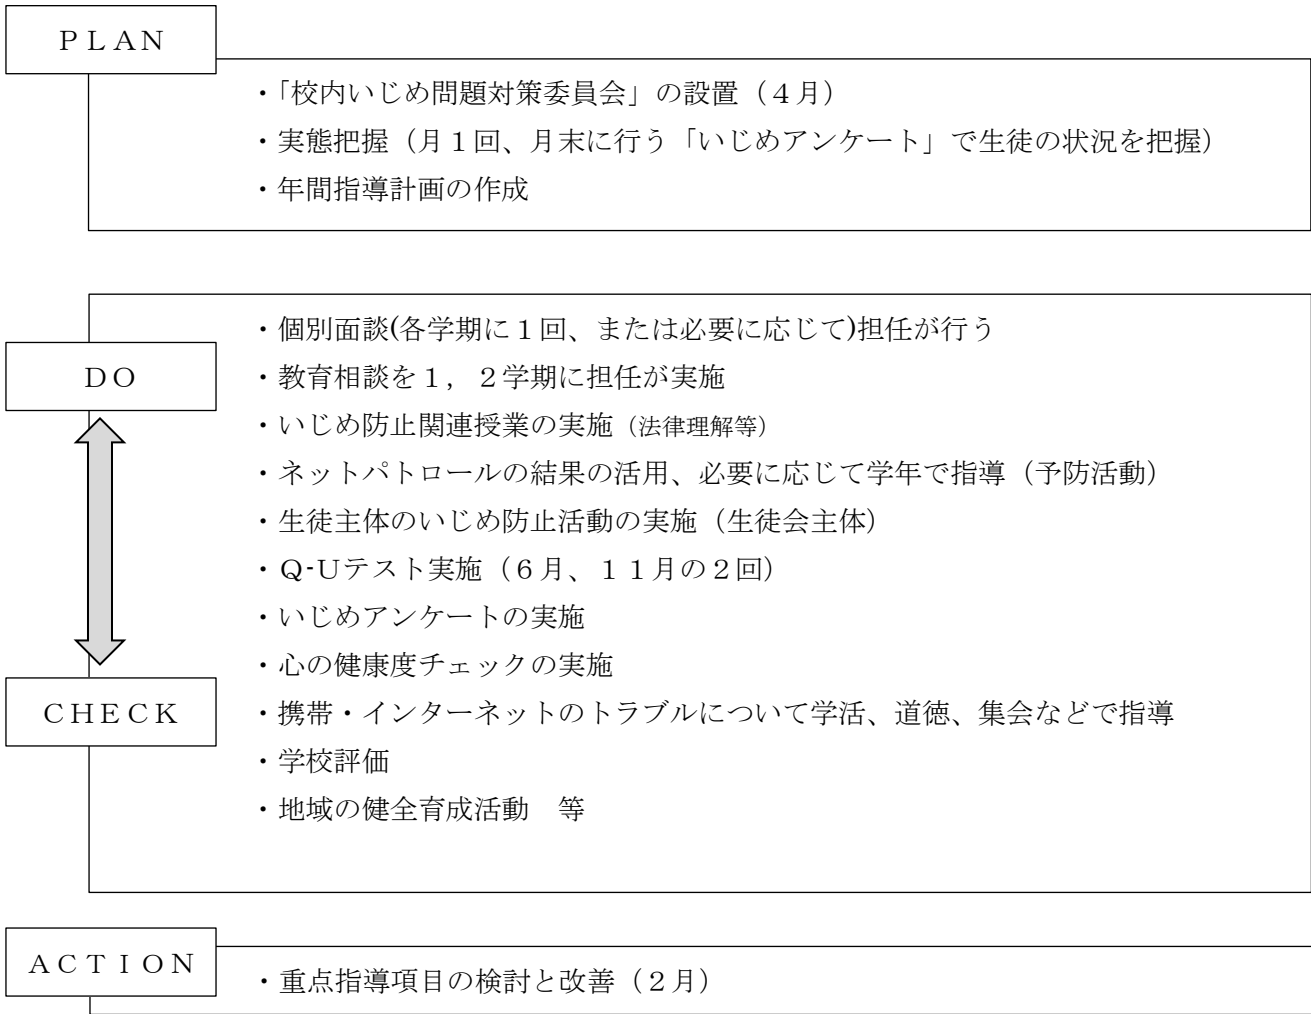 ＰＬＡＮ
・「校内いじめ問題対策委員会」の設置（４月）
・実態把握（月１回、月末に行う「いじめアンケート」で生徒の状況を把握）
・年間指導計画の作成
・個別面談(各学期に１回、または必要に応じて)担任が行う
ＤＯ
・教育相談を１，２学期に担任が実施
・いじめ防止関連授業の実施（法律理解等）
・ネットパトロールの結果の活用、必要に応じて学年で指導（予防活動）
・生徒主体のいじめ防止活動の実施（生徒会主体）
・Ｑ-Ｕテスト実施（６月、１１月の２回）
・いじめアンケートの実施
・心の健康度チェックの実施
ＣＨＥＣＫ
・携帯・インターネットのトラブルについて学活、道徳、集会などで指導
・学校評価
・地域の健全育成活動　等
ＡＣＴＩＯＮ
・重点指導項目の検討と改善（２月）